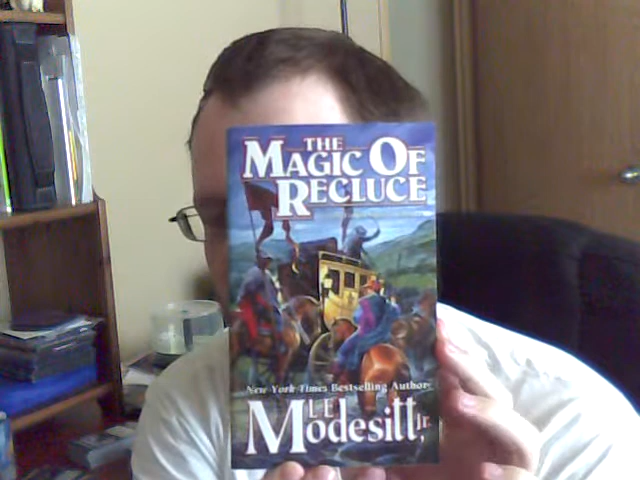 THE
MAGIC OF
RECLUCE
New York Times Bestselling Author
L.E.
Modesitt, Jr.